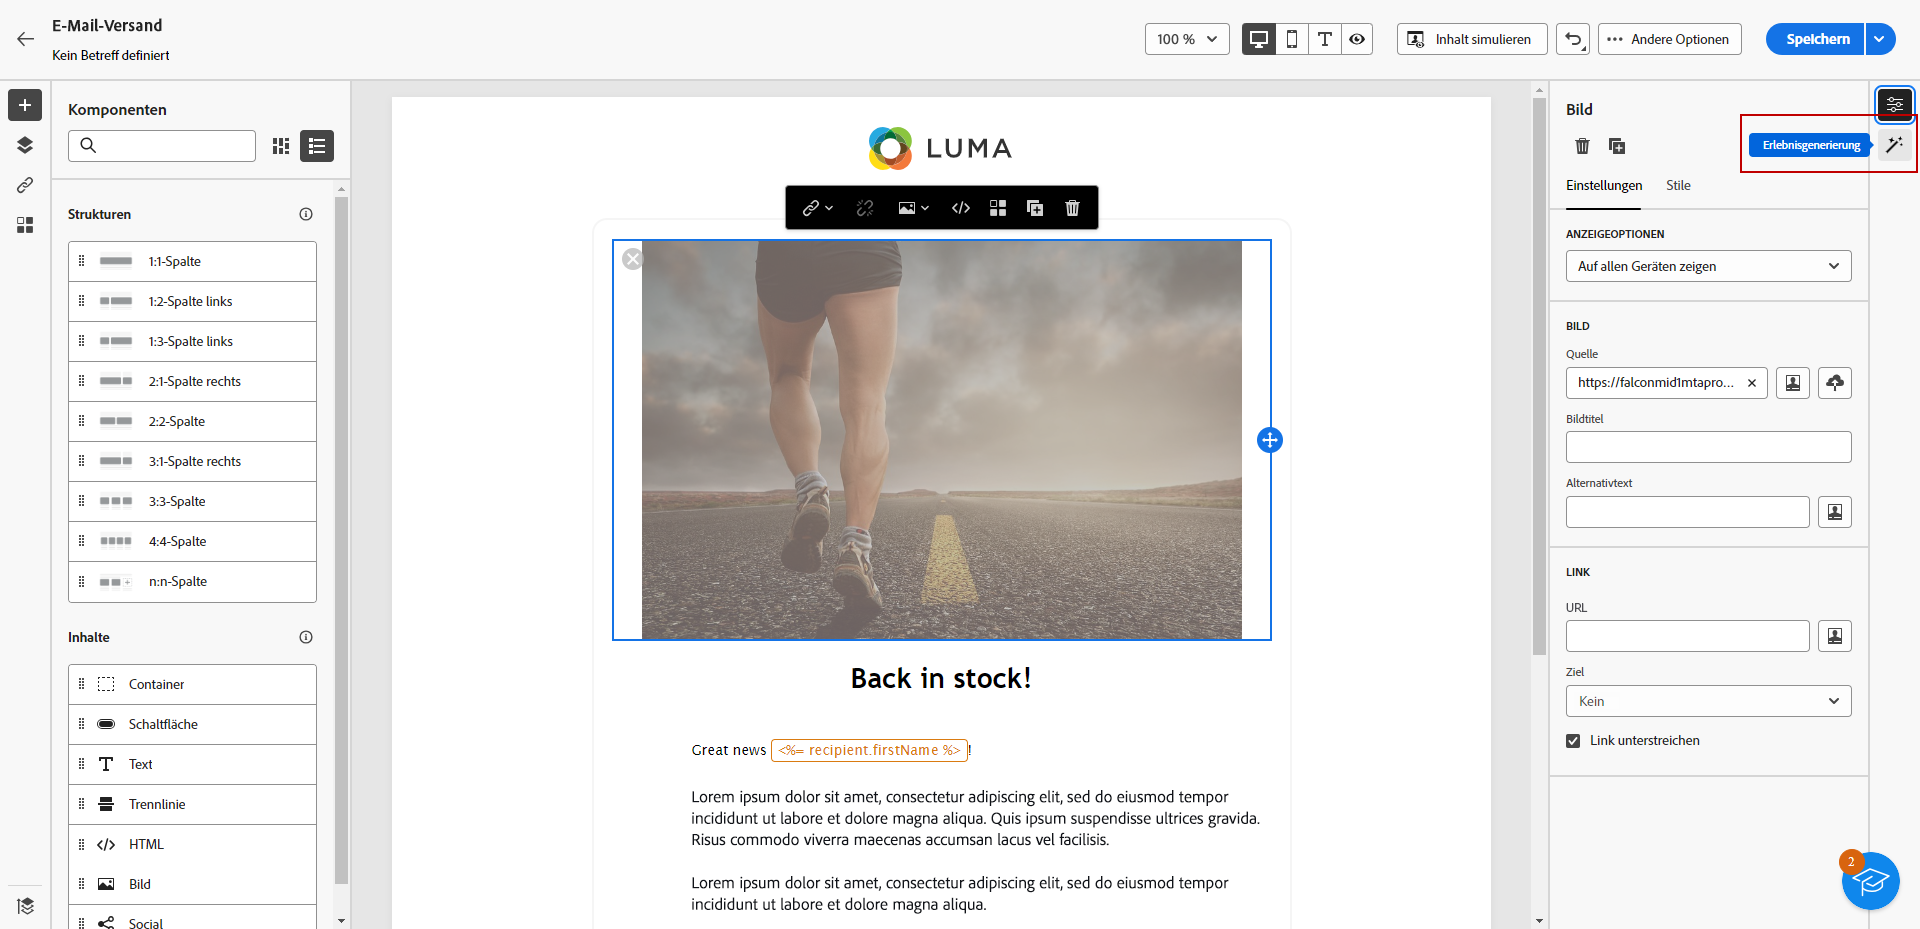 E-Mail-Versand
Kein Betreff definiert
100 %
Inhalt simulieren
Andere Optionen
Speichern
Komponenten
Strukturen
1:1-Spalte
1:2-Spalte links
1:3-Spalte links
2:1-Spalte rechts
2:2-Spalte
3:1-Spalte rechts
3:3-Spalte
4:4-Spalte
n:n-Spalte
Inhalte
Container
Schaltfläche
Text
Trennlinie
HTML
Bild
Social
LUMA
Back in stock!
Great news <%= recipient.firstName %>!
Lorem ipsum dolor sit amet, consectetur adipiscing elit, sed do eiusmod tempor
incididunt ut labore et dolore magna aliqua. Quis ipsum suspendisse ultrices gravida.
Risus commodo viverra maecenas accumsan lacus vel facilisis.
Lorem ipsum dolor sit amet, consectetur adipiscing elit, sed do eiusmod tempor
incididunt ut labore et dolore magna aliqua.
Bild
Erlebnisgenerierung
Einstellungen
Stile
ANZEIGEOPTIONEN
Auf allen Geräten zeigen
BILD
Quelle
https://falconmid1mtapro...
Bildtitel
Alternativtext
LINK
URL
Ziel
Kein
Link unterstreichen
2